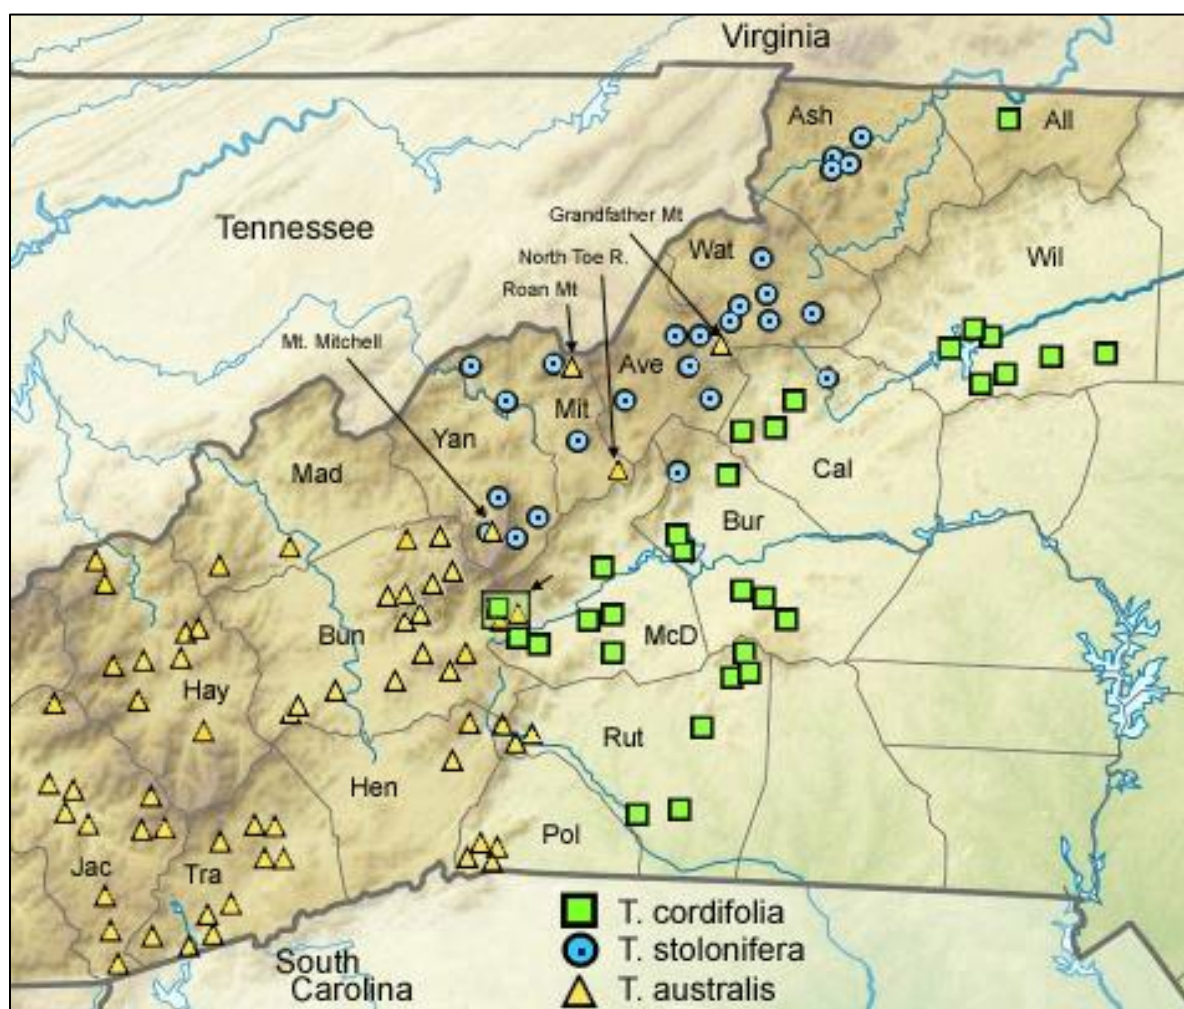 Virginia
Ash
All
Grandfather Mt
Tennessee
North Toe R.
Wat
Wil
Roan Mt
Mt. Mitchell
Ave
Mit
Yan
Mad
Cal
Bur
Bun
McD
Hay
Rut
Hen
Pol
Jac
Tra
South
Carolina
T. cordifolia
T. stolonifera
T. australis